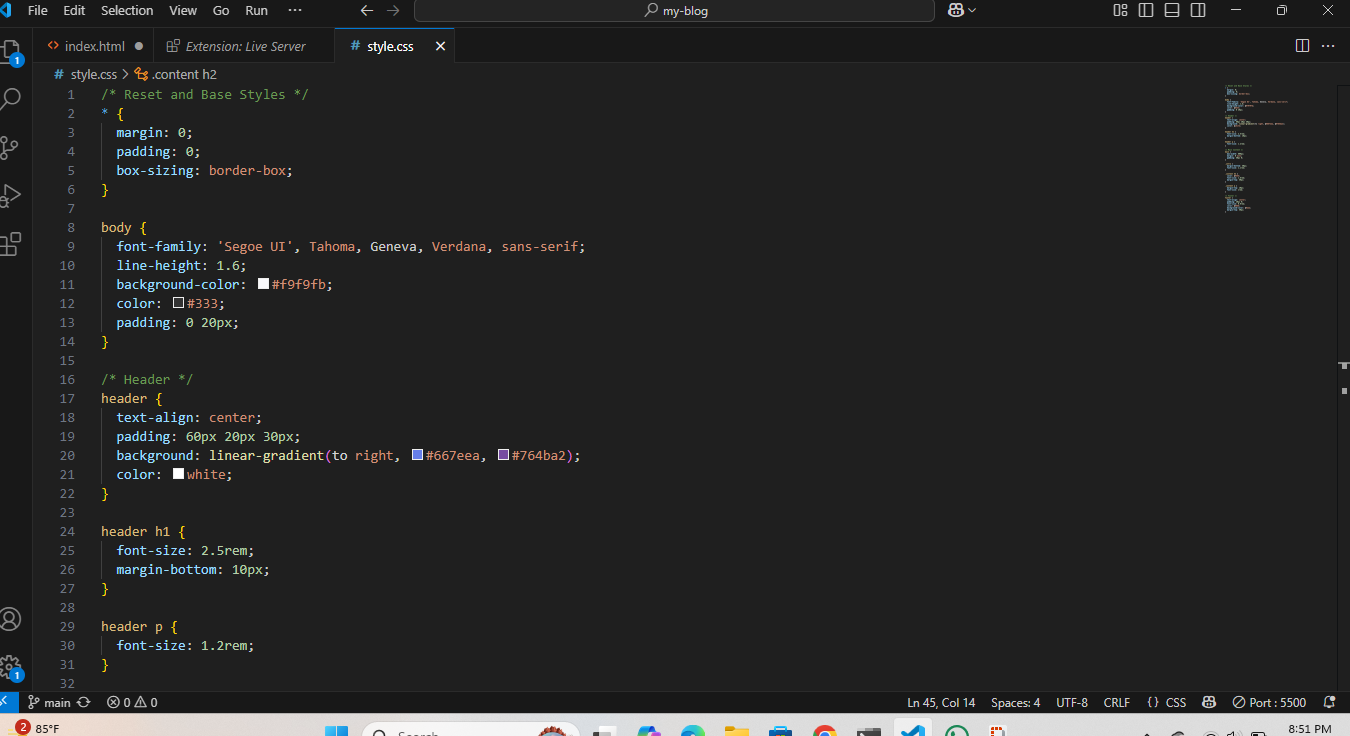 File Edit Selection View Go Run ··· my-blog
index.html Extension: Live Server # style.css
# style.css > .content h2
1 /* Reset and Base Styles */
2 * {
3 margin: 0;
4 padding: 0;
5 box-sizing: border-box;
6 }
7
8 body {
9 font-family: 'Segoe UI', Tahoma, Geneva, Verdana, sans-serif;
10 line-height: 1.6;
11 background-color: #f9f9fb;
12 color: #333;
13 padding: 0 20px;
14 }
15
16 /* Header */
17 header {
18 text-align: center;
19 padding: 60px 20px 30px;
20 background: linear-gradient(to right, #667eea, #764ba2);
21 color: white;
22 }
23
24 header h1 {
25 font-size: 2.5rem;
26 margin-bottom: 10px;
27 }
28
29 header p {
30 font-size: 1.2rem;
31 }
32
1
1
main 0 0 Ln 45, Col 14 Spaces: 4 UTF-8 CRLF {} CSS Port : 5500
2 85°F Search 8:51 PM